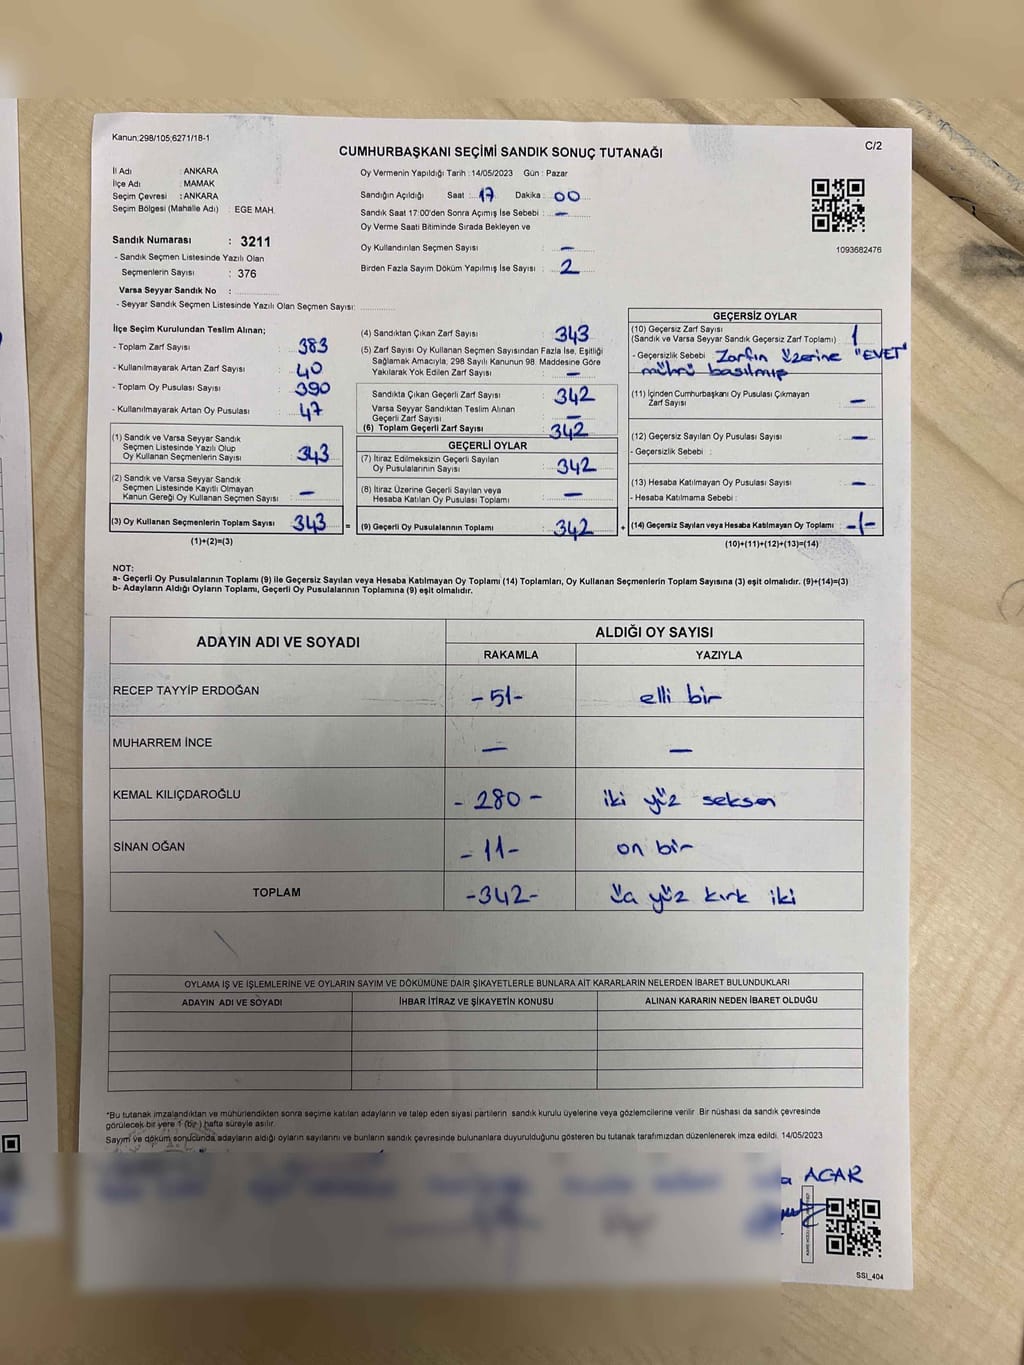 Kanun:298/105;6271/18-1
C/2
CUMHURBAŞKANI SEÇİMİ SANDIK SONUÇ TUTANAĞI
İl Adı : ANKARA
İlçe Adı : MAMAK
Seçim Çevresi : ANKARA
Seçim Bölgesi (Mahalle Adı) : EGE MAH.
Sandık Numarası : 3211
- Sandık Seçmen Listesinde Yazılı Olan
Seçmenlerin Sayısı : 376
Varsa Seyyar Sandık No :
- Seyyar Sandık Seçmen Listesinde Yazılı Olan Seçmen Sayısı:
Oy Vermenin Yapıldığı Tarih : 14/05/2023 Gün : Pazar
Sandığın Açıldığı Saat : 17 Dakika : 00
Sandık Saat 17:00'den Sonra Açımış İse Sebebi : —
Oy Verme Saati Bitiminde Sırada Bekleyen ve
Oy Kullandırılan Seçmen Sayısı : —
Birden Fazla Sayım Döküm Yapılmış İse Sayısı : 2
1093682476
İlçe Seçim Kurulundan Teslim Alınan;
- Toplam Zarf Sayısı : 383
- Kullanılmayarak Artan Zarf Sayısı : 40
- Toplam Oy Pusulası Sayısı : 390
- Kullanılmayarak Artan Oy Pusulası : 47
(1) Sandık ve Varsa Seyyar Sandık
Seçmen Listesinde Yazılı Olup
Oy Kullanan Seçmenlerin Sayısı : 343
(2) Sandık ve Varsa Seyyar Sandık
Seçmen Listesinde Kayıtlı Olmayan
Kanun Gereği Oy Kullanan Seçmen Sayısı : —
(3) Oy Kullanan Seçmenlerin Toplam Sayısı : 343 =
(1)+(2)=(3)
(4) Sandıktan Çıkan Zarf Sayısı : 343
(5) Zarf Sayısı Oy Kullanan Seçmen Sayısından Fazla İse, Eşitliği
Sağlamak Amacıyla, 298 Sayılı Kanunun 98. Maddesine Göre
Yakılarak Yok Edilen Zarf Sayısı : —
Sandıkta Çıkan Geçerli Zarf Sayısı : 342
Varsa Seyyar Sandıktan Teslim Alınan
Geçerli Zarf Sayısı : —
(6) Toplam Geçerli Zarf Sayısı : 342
GEÇERLİ OYLAR
(7) İtiraz Edilmeksizin Geçerli Sayılan
Oy Pusulalarının Sayısı : 342
(8) İtiraz Üzerine Geçerli Sayılan veya
Hesaba Katılan Oy Pusulası Toplamı : —
(9) Geçerli Oy Pusulalarının Toplamı : 342 +
GEÇERSİZ OYLAR
(10) Geçersiz Zarf Sayısı : 1
(Sandık ve Varsa Seyyar Sandık Geçersiz Zarf Toplamı)
- Geçersizlik Sebebi : Zarfın üzerine "EVET"
mührü basılmış
(11) İçinden Cumhurbaşkanı Oy Pusulası Çıkmayan
Zarf Sayısı : —
(12) Geçersiz Sayılan Oy Pusulası Sayısı : —
- Geçersizlik Sebebi :
(13) Hesaba Katılmayan Oy Pusulası Sayısı : —
- Hesaba Katılmama Sebebi :
(14) Geçersiz Sayılan veya Hesaba Katılmayan Oy Toplamı : -1-
(10)+(11)+(12)+(13)=(14)
NOT:
a- Geçerli Oy Pusulalarının Toplamı (9) ile Geçersiz Sayılan veya Hesaba Katılmayan Oy Toplamı (14) Toplamları, Oy Kullanan Seçmenlerin Toplam Sayısına (3) eşit olmalıdır. (9)+(14)=(3)
b- Adayların Aldığı Oyların Toplamı, Geçerli Oy Pusulalarının Toplamına (9) eşit olmalıdır.
ADAYIN ADI VE SOYADI ALDIĞI OY SAYISI
RAKAMLA YAZIYLA
RECEP TAYYİP ERDOĞAN -51- elli bir
MUHARREM İNCE — —
KEMAL KILIÇDAROĞLU -280- iki yüz seksen
SİNAN OĞAN -11- on bir
TOPLAM -342- üç yüz kırk iki
OYLAMA İŞ VE İŞLEMLERİNE VE OYLARIN SAYIM VE DÖKÜMÜNE DAİR ŞİKAYETLERLE BUNLARA AİT KARARLARIN NELERDEN İBARET BULUNDUKLARI
ADAYIN ADI VE SOYADI İHBAR İTİRAZ VE ŞİKAYETİN KONUSU ALINAN KARARIN NEDEN İBARET OLDUĞU
*Bu tutanak imzalandıktan ve mühürlendikten sonra seçime katılan adayların ve talep eden siyasi partilerin sandık kurulu üyelerine veya gözlemcilerine verilir. Bir nüshası da sandık çevresinde
görülecek bir yere 1 (bir) hafta süreyle asılır.
Sayım ve döküm sonucunda adayların aldığı oyların sayılarını ve bunların sandık çevresinde bulunanlara duyurulduğunu gösteren bu tutanak tarafımızdan düzenlenerek imza edildi. 14/05/2023
a ACAR
SSI_404